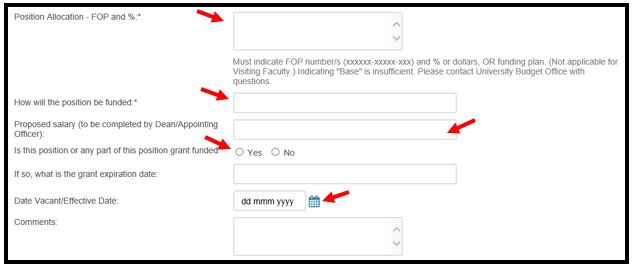 Position Allocation - FOP and %:*
Must indicate FOP number/s (xxxxxx-xxxxx-xxx) and % or dollars, OR funding plan. (Not applicable for
Visiting Faculty.) Indicating "Base" is insufficient. Please contact University Budget Office with
questions.
How will the position be funded:*
Proposed salary (to be completed by Dean/Appointing
Officer):
Is this position or any part of this position grant funded: Yes No
If so, what is the grant expiration date:
Date Vacant/Effective Date: dd mmm yyyy
Comments: